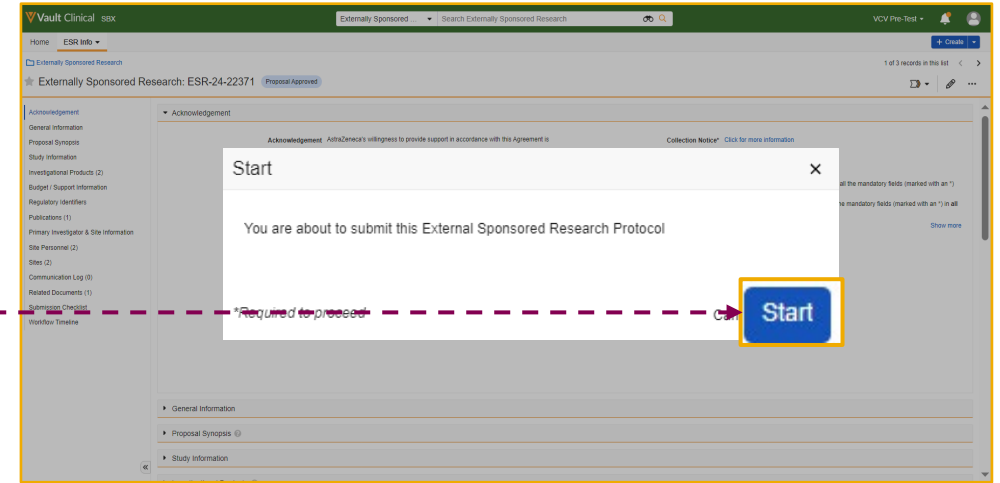 Vault Clinical SBX
Externally Sponsored ...
Search Externally Sponsored Research
VCV Pre-Test
Home
ESR Info
+ Create
Externally Sponsored Research
1 of 3 records in this list
Externally Sponsored Research: ESR-24-22371
Proposal Approved
Acknowledgement
General Information
Proposal Synopsis
Study Information
Investigational Products (2)
Budget / Support Information
Regulatory Identifiers
Publications (1)
Primary Investigator & Site Information
Site Personnel (2)
Sites (2)
Communication Log (0)
Related Documents (1)
Submission Checklist
Workflow Timeline
Acknowledgement
Acknowledgement AstraZeneca's willingness to provide support in accordance with this Agreement is
Collection Notice* Click for more information
all the mandatory fields (marked with an *)
mandatory fields (marked with an *) in all
Show more
Start
You are about to submit this External Sponsored Research Protocol
*Required to proceed
Start
General Information
Proposal Synopsis
Study Information